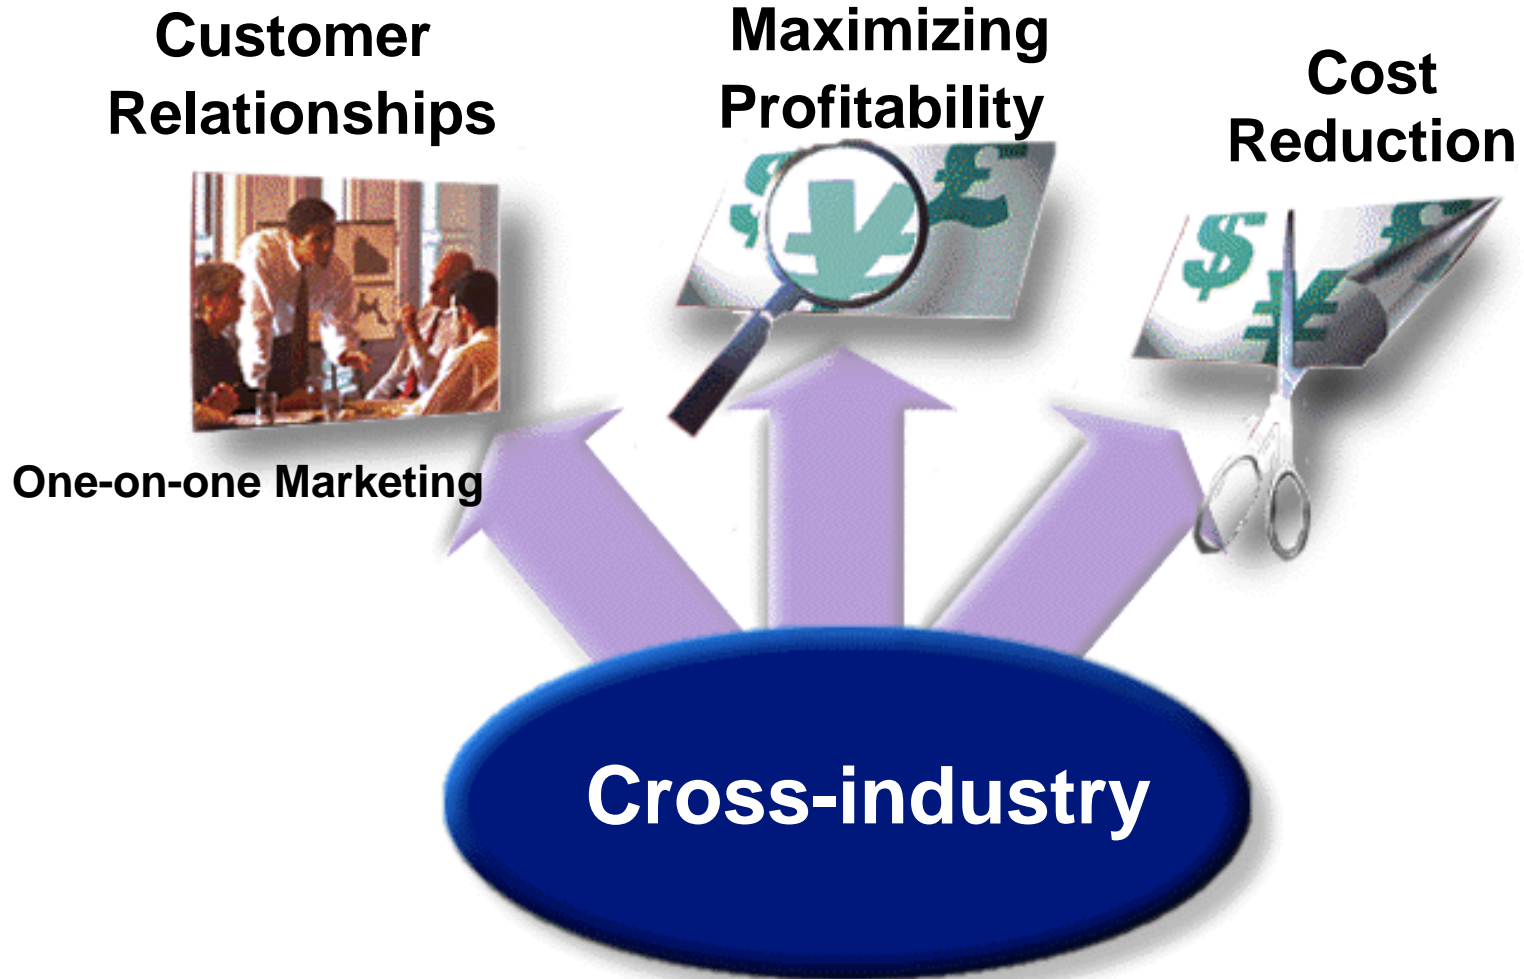 Customer
Relationships
Maximizing
Profitability
Cost
Reduction
$ ¥ £
$ ¥ £
One-on-one Marketing
Cross-industry